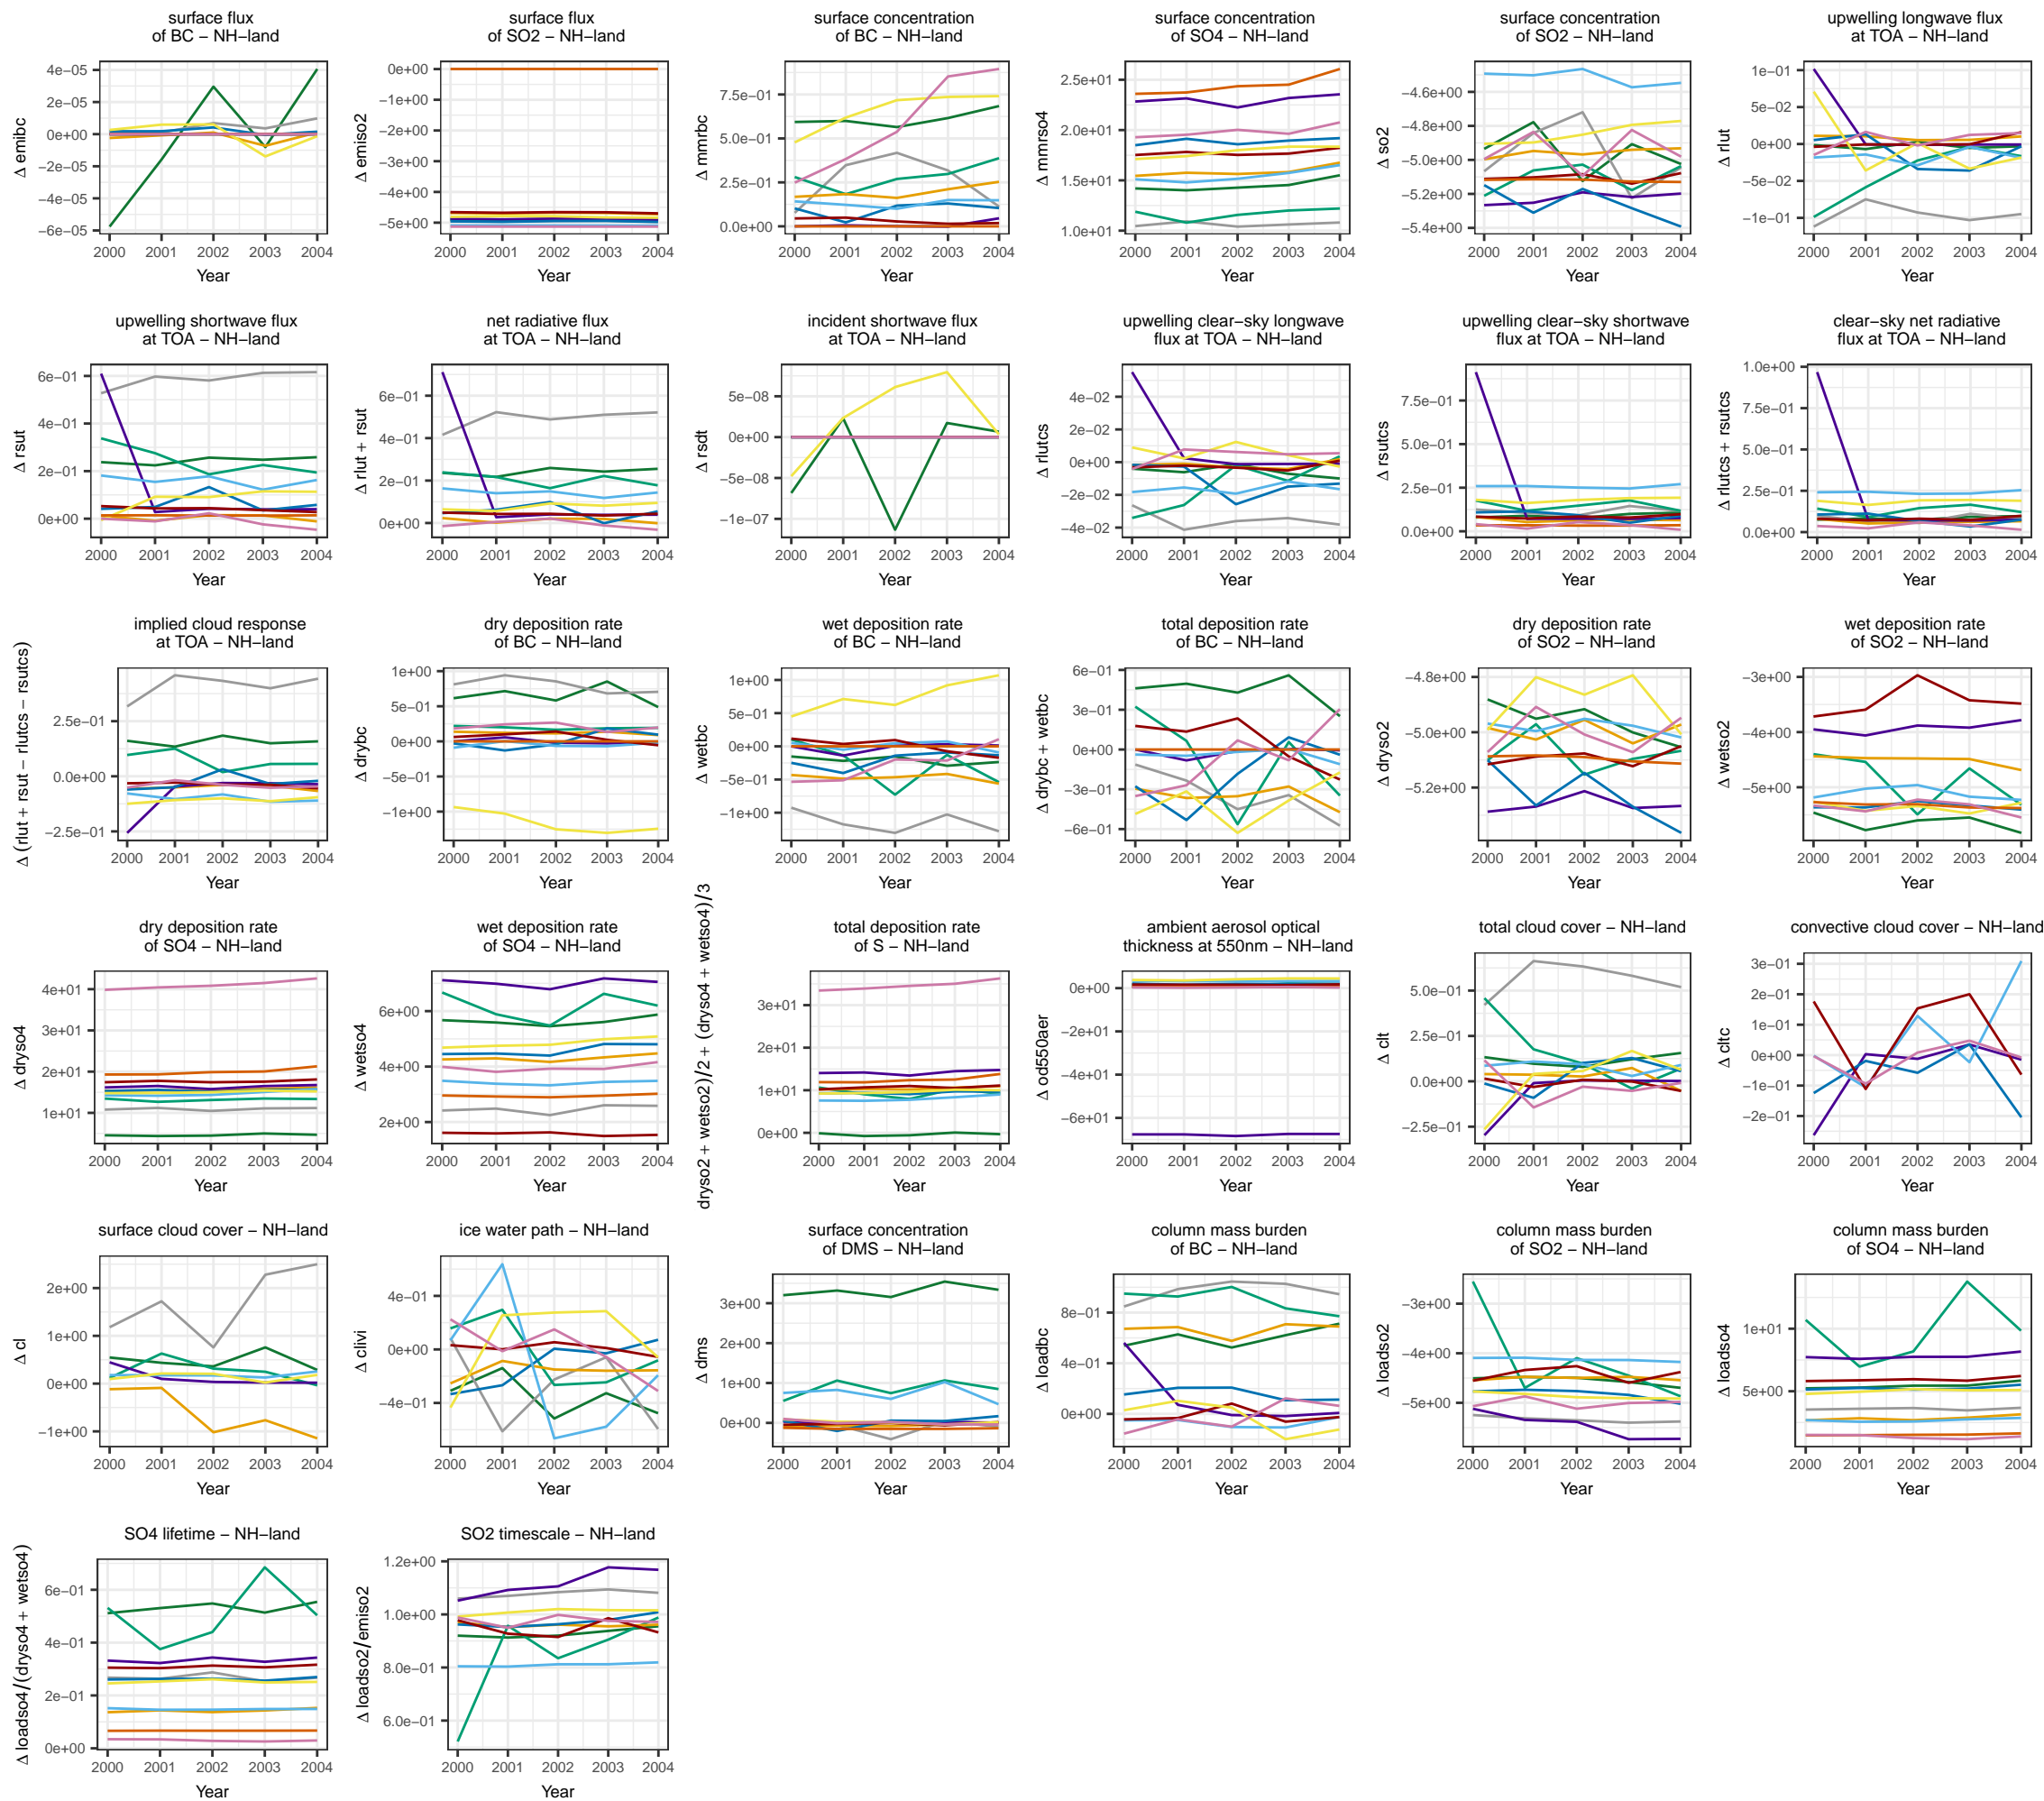 surface flux
of BC − NH−land
Δ emibc
4e−05
2e−05
0e+00
−2e−05
−4e−05
−6e−05
2000 2001 2002 2003 2004
Year
surface flux
of SO2 − NH−land
Δ emiso2
0e+00
−1e+00
−2e+00
−3e+00
−4e+00
−5e+00
2000 2001 2002 2003 2004
Year
surface concentration
of BC − NH−land
Δ mmrbc
7.5e−01
5.0e−01
2.5e−01
0.0e+00
2000 2001 2002 2003 2004
Year
surface concentration
of SO4 − NH−land
Δ mmrso4
2.5e+01
2.0e+01
1.5e+01
1.0e+01
2000 2001 2002 2003 2004
Year
surface concentration
of SO2 − NH−land
Δ so2
−4.6e+00
−4.8e+00
−5.0e+00
−5.2e+00
−5.4e+00
2000 2001 2002 2003 2004
Year
upwelling longwave flux
at TOA − NH−land
Δ rlut
1e−01
5e−02
0e+00
−5e−02
−1e−01
2000 2001 2002 2003 2004
Year
upwelling shortwave flux
at TOA − NH−land
Δ rsut
6e−01
4e−01
2e−01
0e+00
2000 2001 2002 2003 2004
Year
net radiative flux
at TOA − NH−land
Δ rlut + rsut
6e−01
4e−01
2e−01
0e+00
2000 2001 2002 2003 2004
Year
incident shortwave flux
at TOA − NH−land
Δ rsdt
5e−08
0e+00
−5e−08
−1e−07
2000 2001 2002 2003 2004
Year
upwelling clear−sky longwave
flux at TOA − NH−land
Δ rlutcs
4e−02
2e−02
0e+00
−2e−02
−4e−02
2000 2001 2002 2003 2004
Year
upwelling clear−sky shortwave
flux at TOA − NH−land
Δ rsutcs
7.5e−01
5.0e−01
2.5e−01
0.0e+00
2000 2001 2002 2003 2004
Year
clear−sky net radiative
flux at TOA − NH−land
Δ rlutcs + rsutcs
1.0e+00
7.5e−01
5.0e−01
2.5e−01
0.0e+00
2000 2001 2002 2003 2004
Year
implied cloud response
at TOA − NH−land
Δ (rlut + rsut − rlutcs − rsutcs)
2.5e−01
0.0e+00
−2.5e−01
2000 2001 2002 2003 2004
Year
dry deposition rate
of BC − NH−land
Δ drybc
1e+00
5e−01
0e+00
−5e−01
−1e+00
2000 2001 2002 2003 2004
Year
wet deposition rate
of BC − NH−land
Δ wetbc
1e+00
5e−01
0e+00
−5e−01
−1e+00
2000 2001 2002 2003 2004
Year
total deposition rate
of BC − NH−land
Δ drybc + wetbc
6e−01
3e−01
0e+00
−3e−01
−6e−01
2000 2001 2002 2003 2004
Year
dry deposition rate
of SO2 − NH−land
Δ dryso2
−4.8e+00
−5.0e+00
−5.2e+00
2000 2001 2002 2003 2004
Year
wet deposition rate
of SO2 − NH−land
Δ wetso2
−3e+00
−4e+00
−5e+00
2000 2001 2002 2003 2004
Year
dry deposition rate
of SO4 − NH−land
Δ dryso4
4e+01
3e+01
2e+01
1e+01
2000 2001 2002 2003 2004
Year
wet deposition rate
of SO4 − NH−land
Δ wetso4
6e+00
4e+00
2e+00
2000 2001 2002 2003 2004
Year
total deposition rate
of S − NH−land
dryso2 + wetso2)/2 + (dryso4 + wetso4)/3
3e+01
2e+01
1e+01
0e+00
2000 2001 2002 2003 2004
Year
ambient aerosol optical
thickness at 550nm − NH−land
Δ od550aer
0e+00
−2e+01
−4e+01
−6e+01
2000 2001 2002 2003 2004
Year
total cloud cover − NH−land
Δ clt
5.0e−01
2.5e−01
0.0e+00
−2.5e−01
2000 2001 2002 2003 2004
Year
convective cloud cover − NH−land
Δ cltc
3e−01
2e−01
1e−01
0e+00
−1e−01
−2e−01
2000 2001 2002 2003 2004
Year
surface cloud cover − NH−land
Δ cl
2e+00
1e+00
0e+00
−1e+00
2000 2001 2002 2003 2004
Year
ice water path − NH−land
Δ clivi
4e−01
0e+00
−4e−01
2000 2001 2002 2003 2004
Year
surface concentration
of DMS − NH−land
Δ dms
3e+00
2e+00
1e+00
0e+00
2000 2001 2002 2003 2004
Year
column mass burden
of BC − NH−land
Δ loadbc
8e−01
4e−01
0e+00
2000 2001 2002 2003 2004
Year
column mass burden
of SO2 − NH−land
Δ loadso2
−3e+00
−4e+00
−5e+00
2000 2001 2002 2003 2004
Year
column mass burden
of SO4 − NH−land
Δ loadso4
1e+01
5e+00
2000 2001 2002 2003 2004
Year
SO4 lifetime − NH−land
Δ loadso4/(dryso4 + wetso4)
6e−01
4e−01
2e−01
0e+00
2000 2001 2002 2003 2004
Year
SO2 timescale − NH−land
Δ loadso2/emiso2
1.2e+00
1.0e+00
8.0e−01
6.0e−01
2000 2001 2002 2003 2004
Year